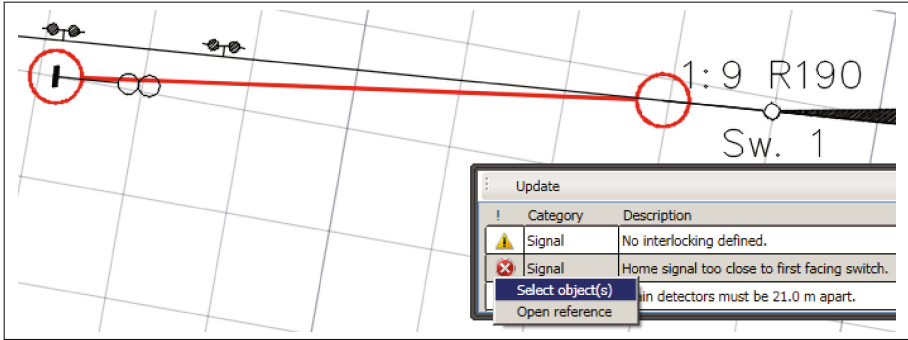 1:9 R190
Sw. 1
Update
! Category Description
Signal No interlocking defined.
Signal Home signal too close to first facing switch.
Select object(s)
detectors must be 21.0 m apart.
Open reference